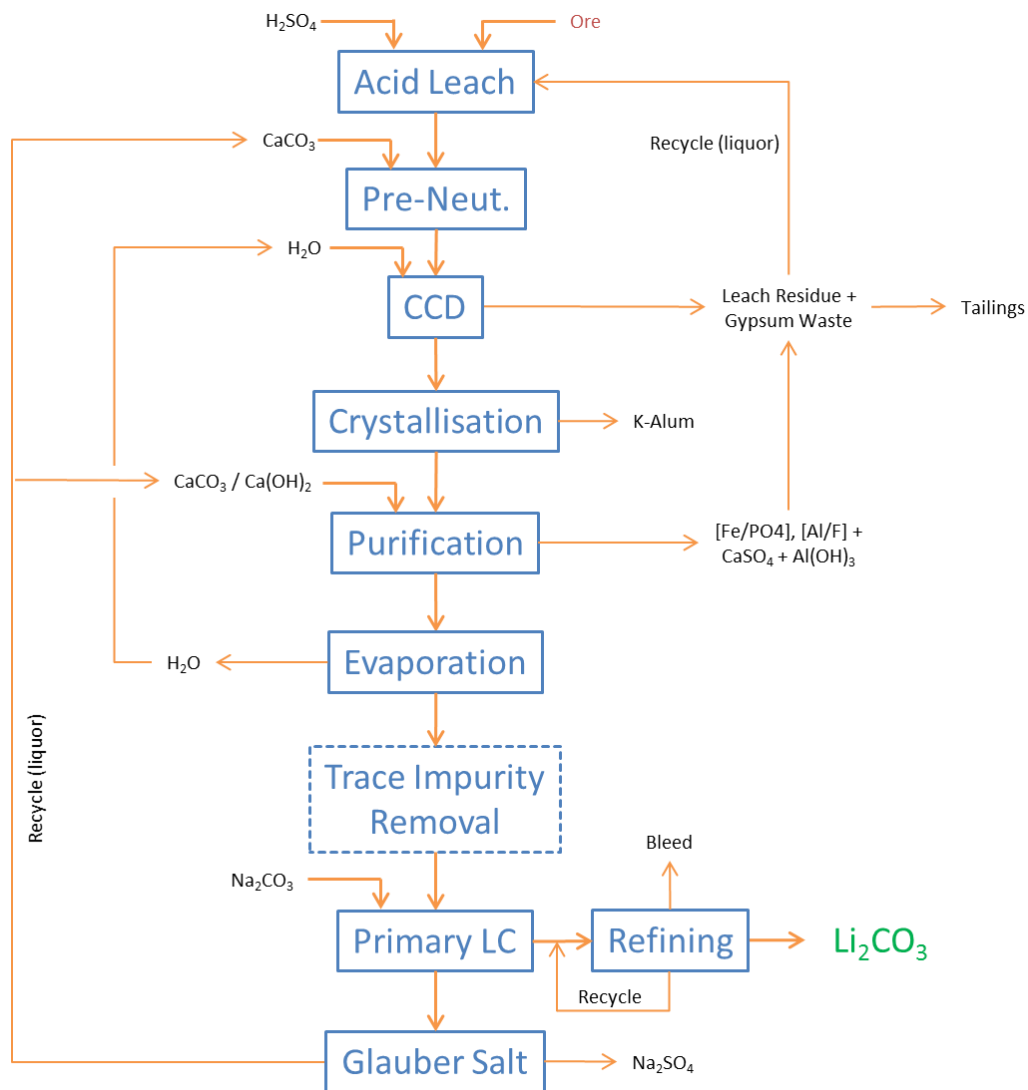 H₂SO₄
Ore
Acid Leach
CaCO₃
Recycle (liquor)
Pre-Neut.
H₂O
CCD
Leach Residue +
Gypsum Waste
Tailings
Crystallisation
K-Alum
CaCO₃ / Ca(OH)₂
Purification
[Fe/PO4], [Al/F] +
CaSO₄ + Al(OH)₃
H₂O
Evaporation
Recycle (liquor)
Trace Impurity
Removal
Bleed
Na₂CO₃
Primary LC
Refining
Li₂CO₃
Recycle
Glauber Salt
Na₂SO₄